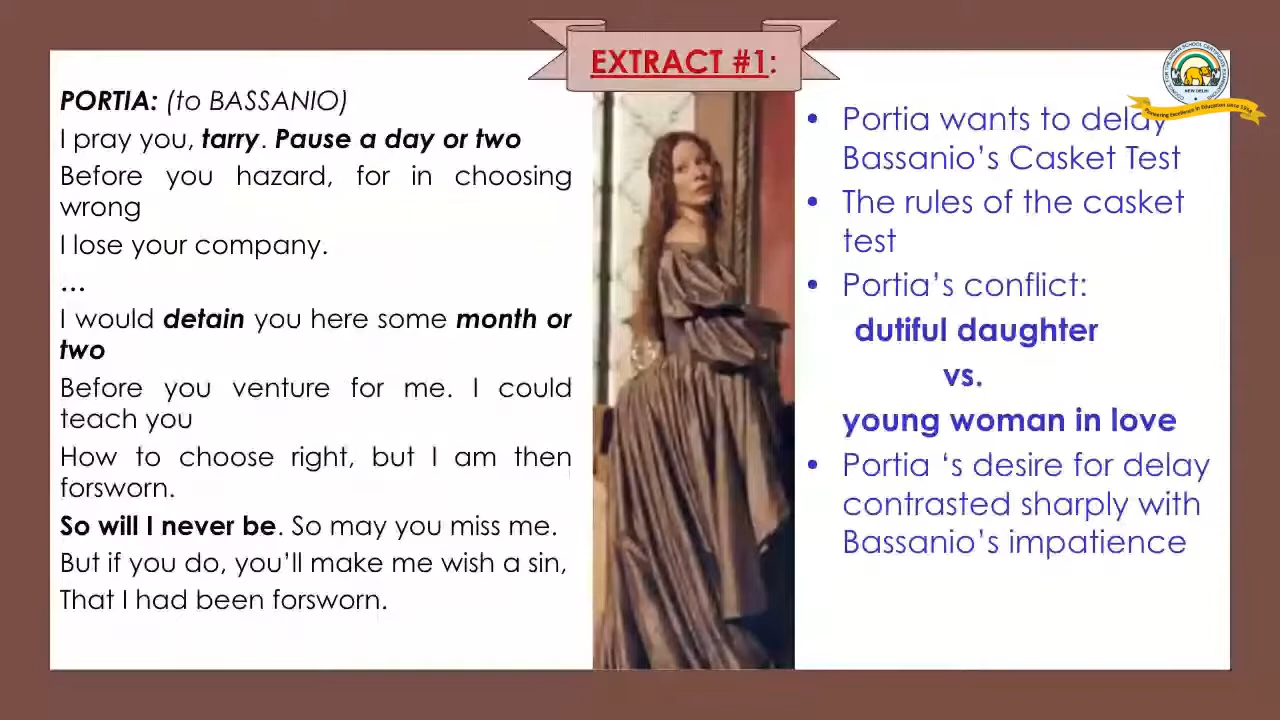 EXTRACT #1:
PORTIA: (to BASSANIO)
I pray you, tarry. Pause a day or two
Before you hazard, for in choosing
wrong
I lose your company.
…
I would detain you here some month or
two
Before you venture for me. I could
teach you
How to choose right, but I am then
forsworn.
So will I never be. So may you miss me.
But if you do, you’ll make me wish a sin,
That I had been forsworn.
• Portia wants to delay
Bassanio’s Casket Test
• The rules of the casket
test
• Portia’s conflict:
dutiful daughter
vs.
young woman in love
• Portia ‘s desire for delay
contrasted sharply with
Bassanio’s impatience
NEW DELHI